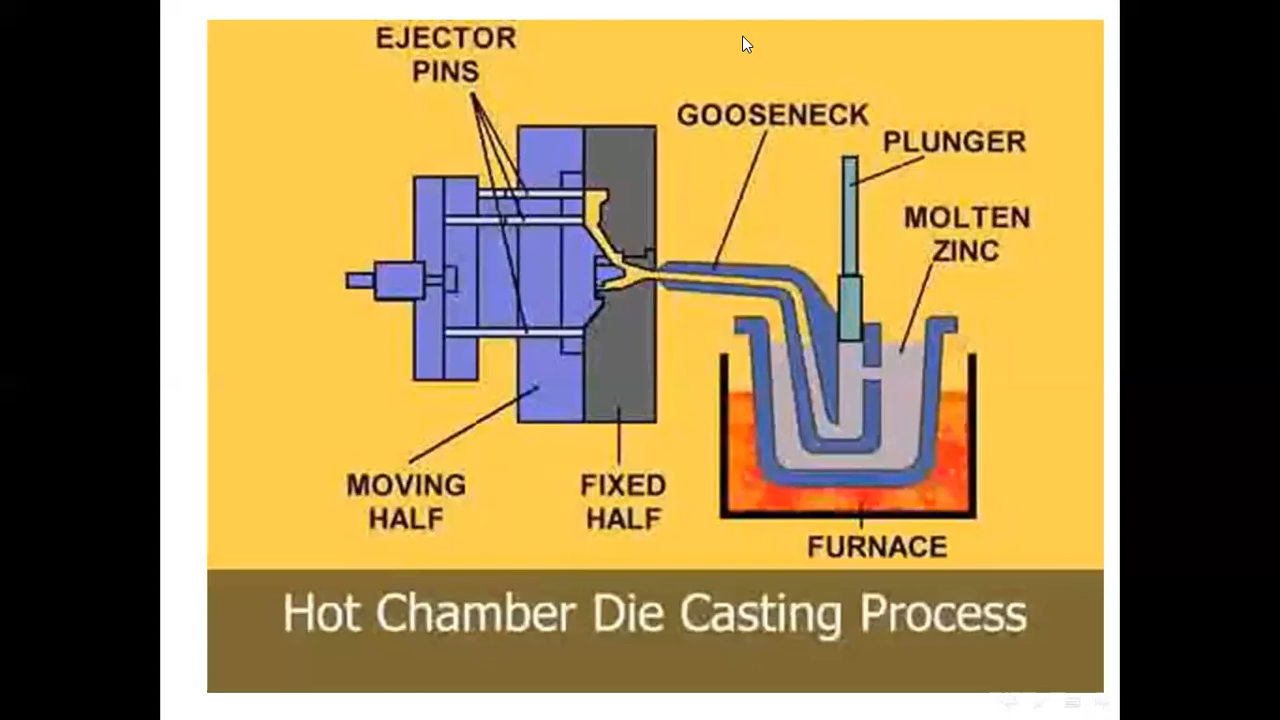 EJECTOR
PINS
GOOSENECK
PLUNGER
MOLTEN
ZINC
MOVING
HALF
FIXED
HALF
FURNACE
Hot Chamber Die Casting Process